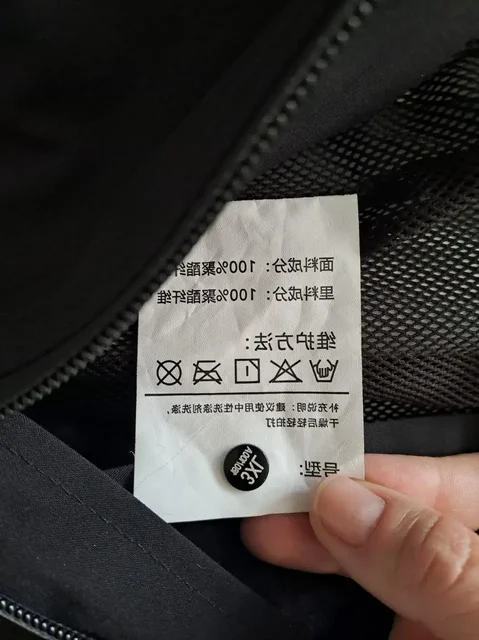 面料成分：100%聚酯纤
里料成分：100%聚酯纤维
维护方法：
补充说明：建议使用中性洗涤剂洗涤，
干燥后轻轻拍打
号型：
3XL